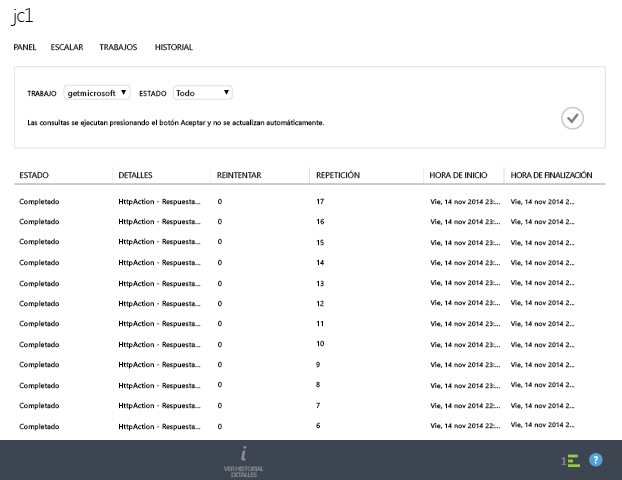 jc1
PANEL ESCALAR TRABAJOS HISTORIAL
TRABAJO getmicrosoft ESTADO Todo
Las consultas se ejecutan presionando el botón Aceptar y no se actualizan automáticamente.
ESTADO DETALLES REINTENTAR REPETICIÓN HORA DE INICIO HORA DE FINALIZACIÓN
Completado HttpAction - Respuesta... 0 17 Vie, 14 nov 2014 23:... Vie, 14 nov 2014 2...
Completado HttpAction - Respuesta... 0 16 Vie, 14 nov 2014 23:... Vie, 14 nov 2014 2...
Completado HttpAction - Respuesta... 0 15 Vie, 14 nov 2014 23:... Vie, 14 nov 2014 2...
Completado HttpAction - Respuesta... 0 14 Vie, 14 nov 2014 23:... Vie, 14 nov 2014 2...
Completado HttpAction - Respuesta... 0 13 Vie, 14 nov 2014 23:... Vie, 14 nov 2014 2...
Completado HttpAction - Respuesta... 0 12 Vie, 14 nov 2014 23:... Vie, 14 nov 2014 2...
Completado HttpAction - Respuesta... 0 11 Vie, 14 nov 2014 23:... Vie, 14 nov 2014 2...
Completado HttpAction - Respuesta... 0 10 Vie, 14 nov 2014 23:... Vie, 14 nov 2014 2...
Completado HttpAction - Respuesta... 0 9 Vie, 14 nov 2014 23:... Vie, 14 nov 2014 2...
Completado HttpAction - Respuesta... 0 8 Vie, 14 nov 2014 23:... Vie, 14 nov 2014 2...
Completado HttpAction - Respuesta... 0 7 Vie, 14 nov 2014 22:... Vie, 14 nov 2014 2...
Completado HttpAction - Respuesta... 0 6 Vie, 14 nov 2014 22:... Vie, 14 nov 2014 2...
i
VER HISTORIAL
DETALLES
1 ?